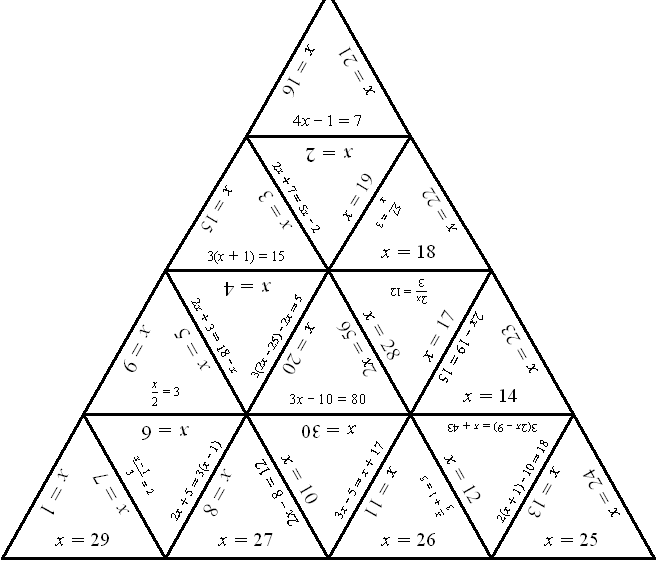 x = 16
x = 21
4x − 1 = 7
x = 15
x = 3
3(x + 1) = 15
x = 2
2x + 7 = 5x − 2
x = 19
57/x = 3
x = 22
x = 18
x = 9
x = 5
x/2 = 3
x = 4
2x + 3 = 18 − x
3(2x − 25) − 2x = 5
x = 20
2x = 56
3x − 10 = 80
2x/3 = 12
x = 28
x = 17
2x − 19 = 15
x = 23
x = 14
x = 1
x = 7
x = 29
x = 6
(x − 1)/3 = 2
2x + 5 = 3(x − 1)
x = 8
2x − 8 = 12
x = 27
x = 30
x = 10
3x − 5 = x + 17
x = 11
x/3 + 1 = 5
x = 26
3(2x − 9) = x + 43
x = 12
2(x + 1) − 10 = 18
x = 13
x = 24
x = 25